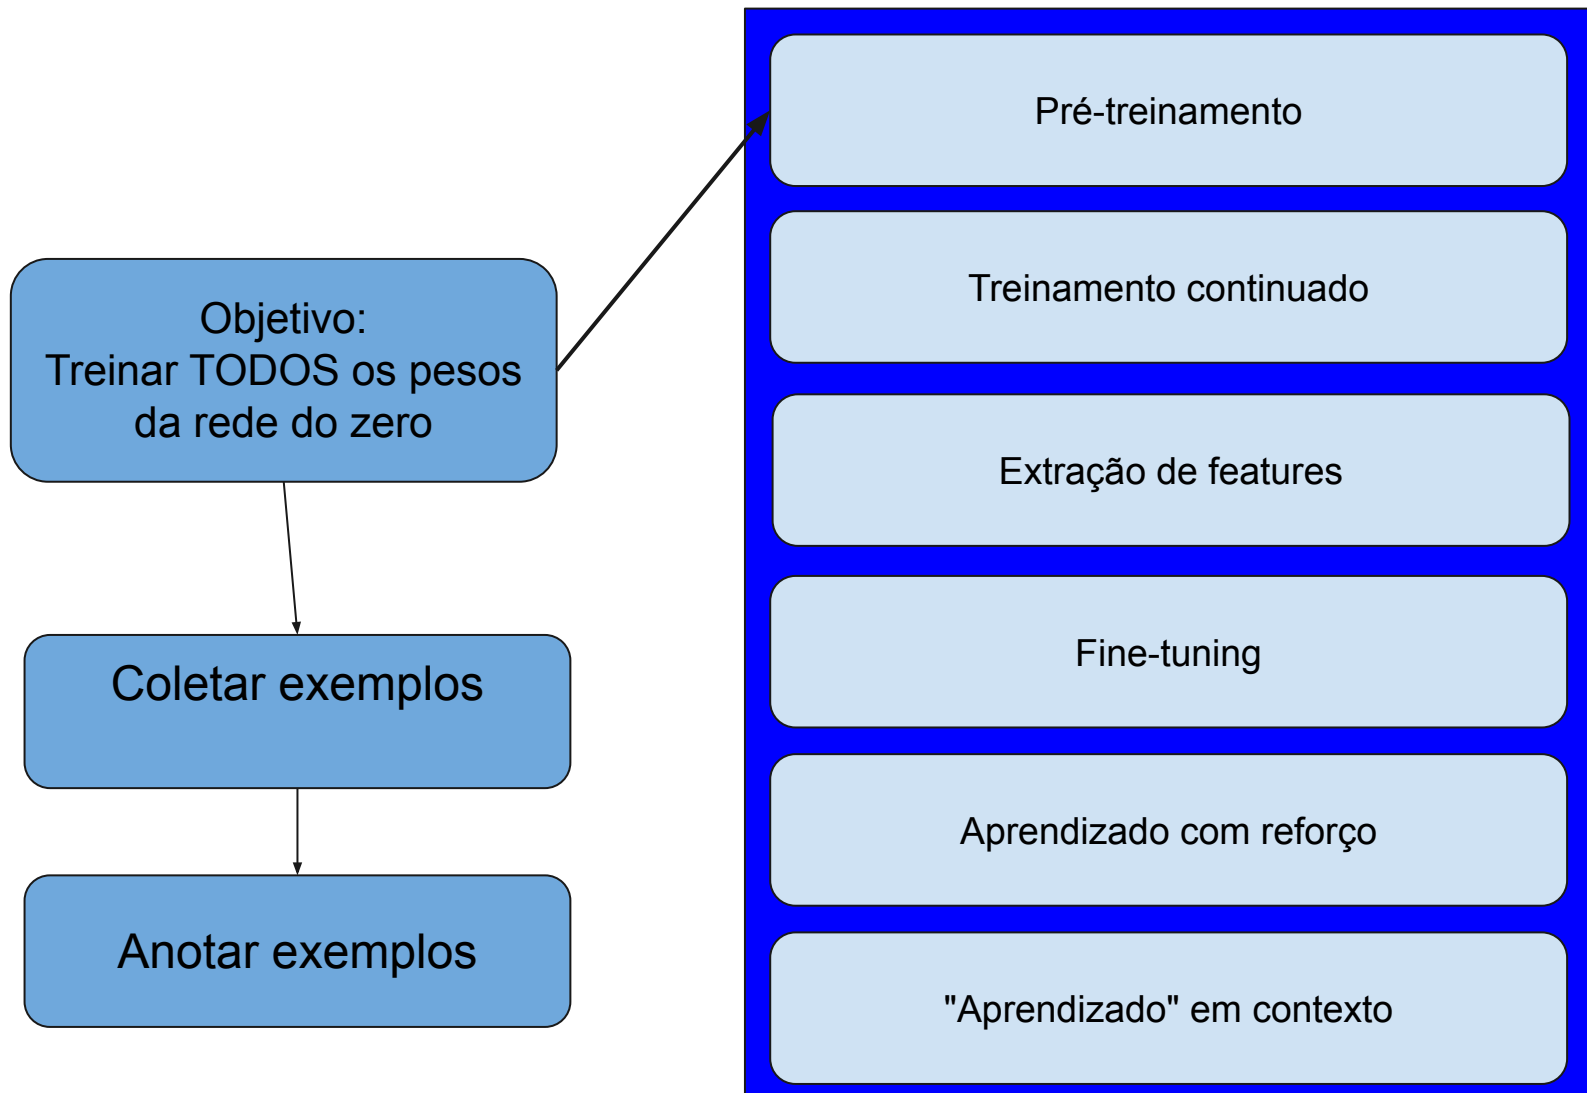 Objetivo:
Treinar TODOS os pesos
da rede do zero
Coletar exemplos
Anotar exemplos
Pré-treinamento
Treinamento continuado
Extração de features
Fine-tuning
Aprendizado com reforço
"Aprendizado" em contexto